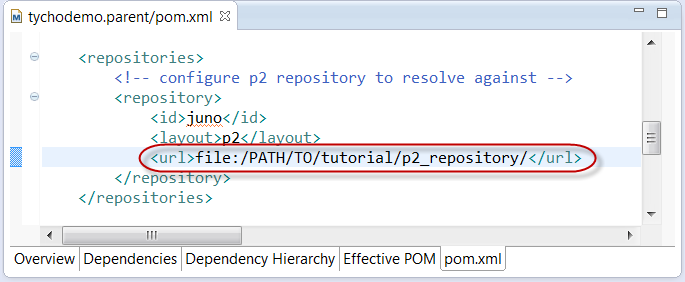 tychodemo.parent/pom.xml
<repositories>
<!-- configure p2 repository to resolve against -->
<repository>
<id>juno</id>
<layout>p2</layout>
<url>file:/PATH/TO/tutorial/p2_repository/</url>
</repository>
</repositories>
Overview Dependencies Dependency Hierarchy Effective POM pom.xml